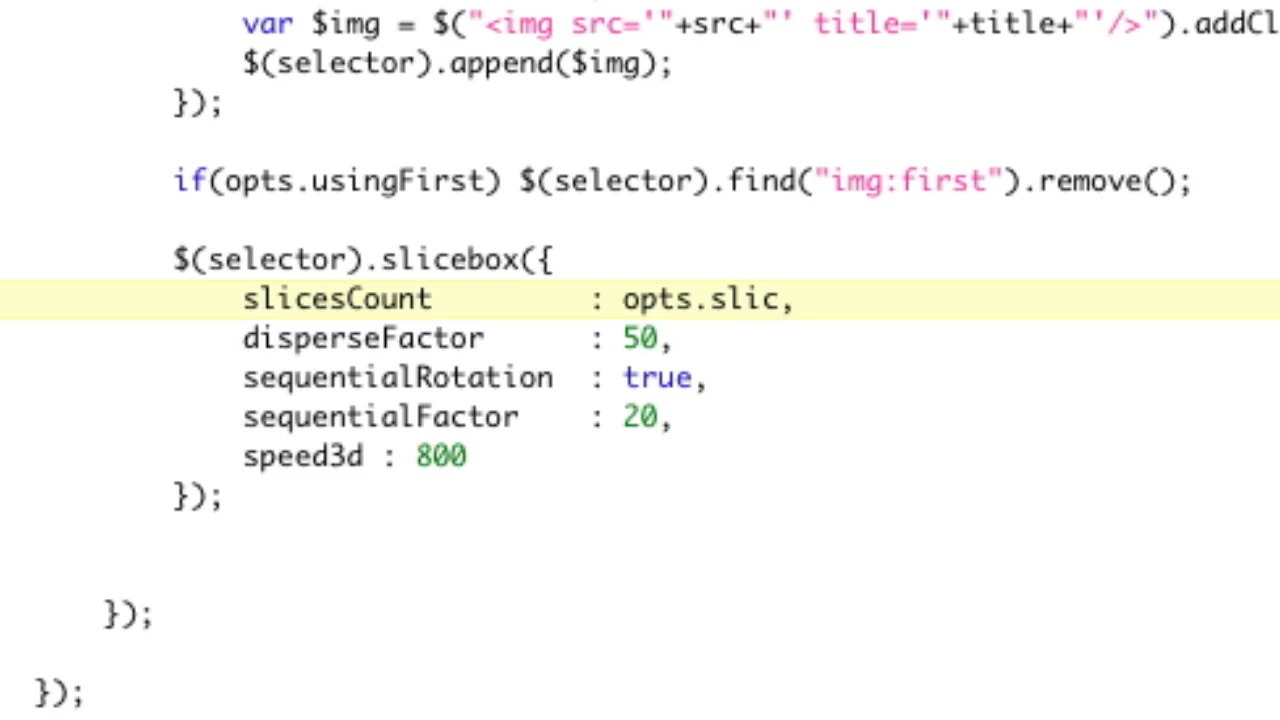 var $img = $("<img src='"+src+"' title='"+title+"'/>").addCl
$(selector).append($img);
});
if(opts.usingFirst) $(selector).find("img:first").remove();
$(selector).slicebox({
slicesCount : opts.slic,
disperseFactor : 50,
sequentialRotation : true,
sequentialFactor : 20,
speed3d : 800
});
});
});